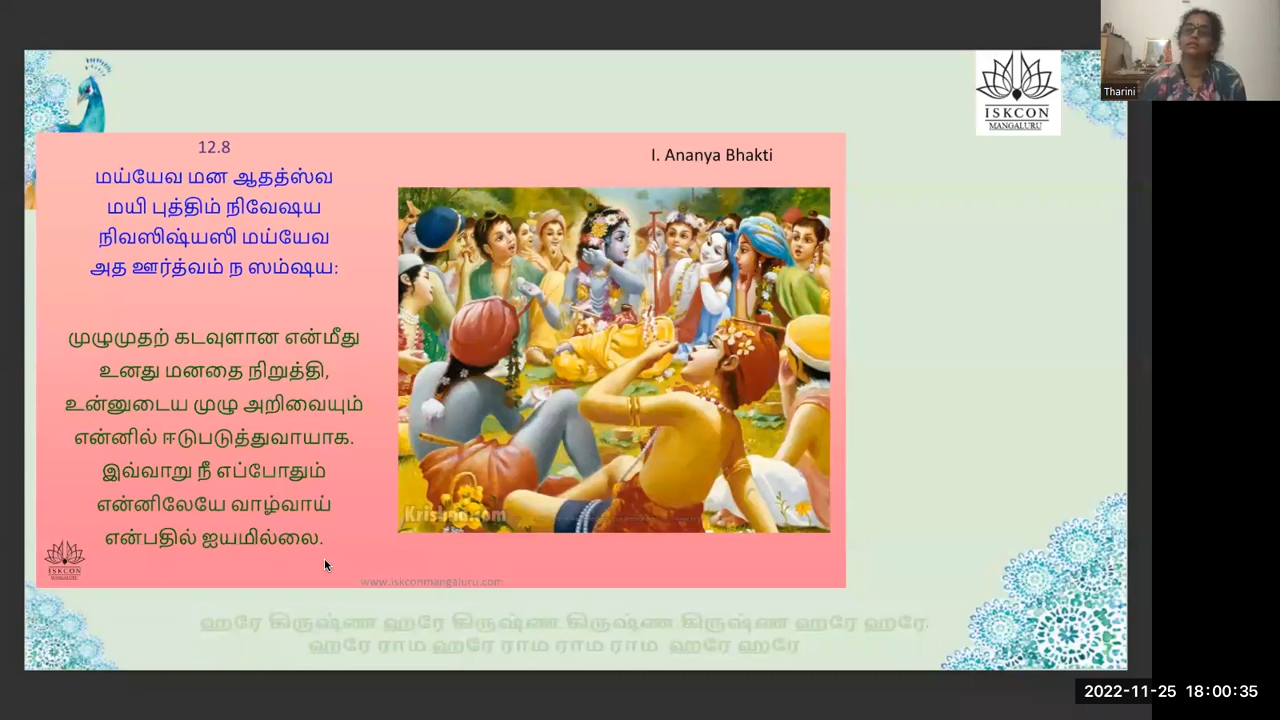 ISKCON
MANGALURU
Tharini
12.8
I. Ananya Bhakti
மய்யேவ மன ஆதத்ஸ்வ
மயி புத்திம் நிவேஷய
நிவஸிஷ்யஸி மய்யேவ
அத ஊர்த்வம் ந ஸம்ஷய:
முழுமுதற் கடவுளான என்மீது
உனது மனதை நிறுத்தி,
உன்னுடைய முழு அறிவையும்
என்னில் ஈடுபடுத்துவாயாக.
இவ்வாறு நீ எப்போதும்
என்னிலேயே வாழ்வாய்
என்பதில் ஐயமில்லை.
Krishna.com
www.iskconmangaluru.com
ஹரே கிருஷ்ண ஹரே கிருஷ்ண கிருஷ்ண கிருஷ்ண ஹரே ஹரே
ஹரே ராம ஹரே ராம ராம ராம ஹரே ஹரே
2022-11-25 18:00:35